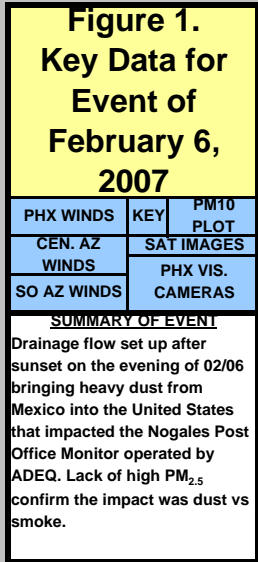 Figure 1.
Key Data for
Event of
February 6,
2007
PHX WINDS
KEY
PM10
PLOT
CEN. AZ
WINDS
SAT IMAGES
SO AZ WINDS
PHX VIS.
CAMERAS
SUMMARY OF EVENT
Drainage flow set up after
sunset on the evening of 02/06
bringing heavy dust from
Mexico into the United States
that impacted the Nogales Post
Office Monitor operated by
ADEQ. Lack of high PM2.5
confirm the impact was dust vs
smoke.